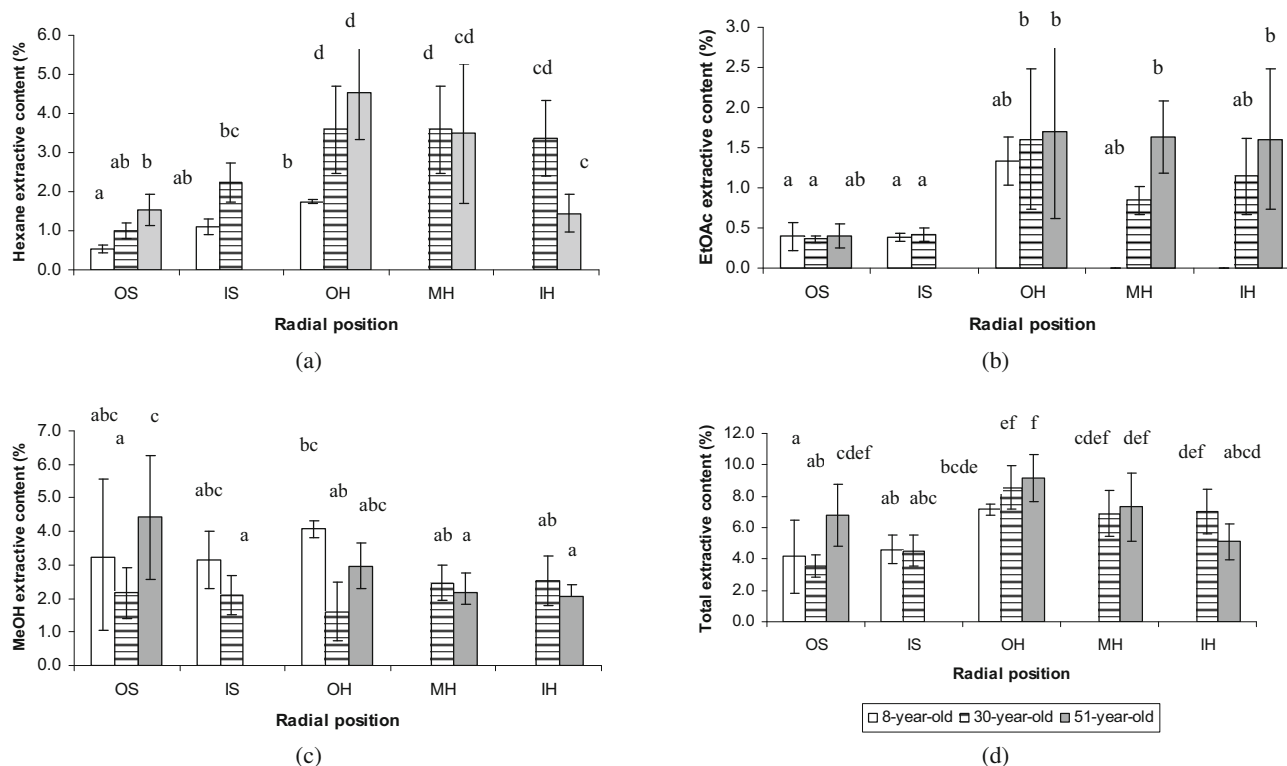 Hexane extractive content (%
6.0
5.0
4.0
3.0
2.0
1.0
0.0
a
ab
b
ab
bc
b
d
d
d
cd
cd
c
OS IS OH MH IH
Radial position
(a)
EtOAc extractive content (%)
3.0
2.5
2.0
1.5
1.0
0.5
0.0
a
a
ab
a
a
ab
b
b
ab
b
ab
b
OS IS OH MH IH
Radial position
(b)
MeOH extractive content (%
7.0
6.0
5.0
4.0
3.0
2.0
1.0
0.0
abc
a
c
abc
a
bc
ab
abc
ab
a
ab
a
OS IS OH MH IH
Radial position
(c)
Total extractive content (%)
12.0
10.0
8.0
6.0
4.0
2.0
0.0
a
ab
cdef
ab
abc
bcde
ef
f
cdef
def
def
abcd
OS IS OH MH IH
Radial position
8-year-old 30-year-old 51-year-old
(d)